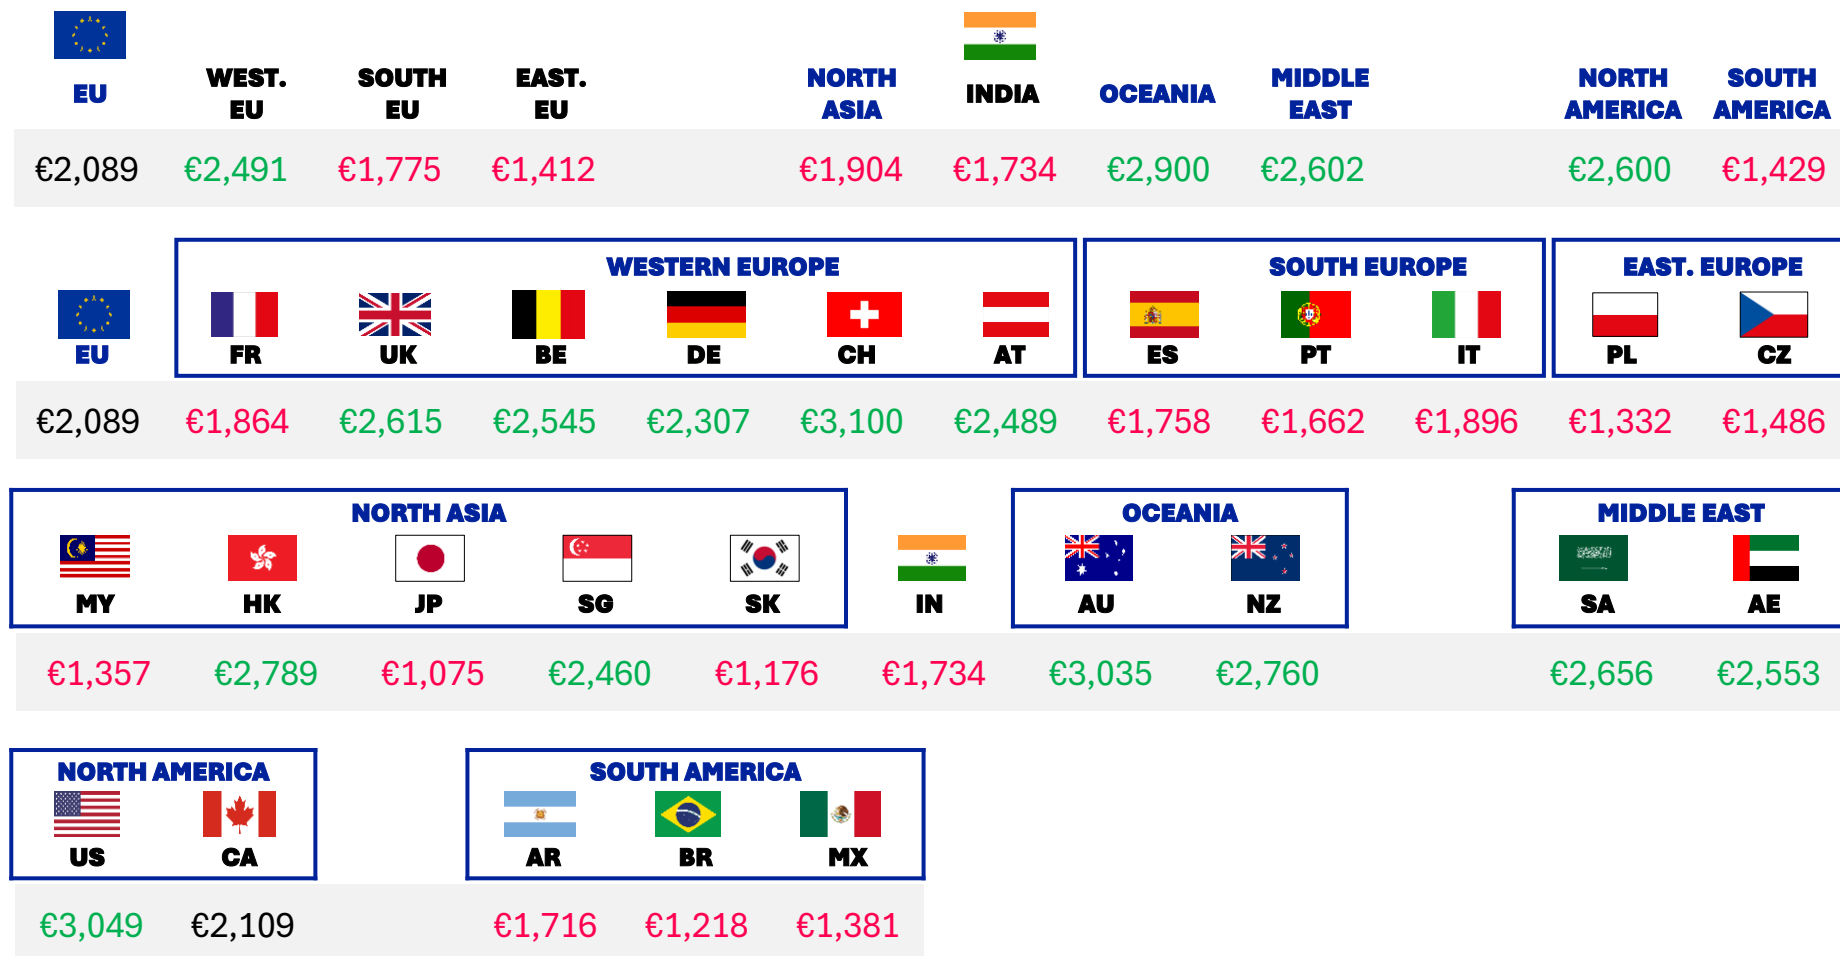 EU WEST. EU SOUTH EU EAST. EU NORTH ASIA INDIA OCEANIA MIDDLE EAST NORTH AMERICA SOUTH AMERICA
€2,089 €2,491 €1,775 €1,412 €1,904 €1,734 €2,900 €2,602 €2,600 €1,429
WESTERN EUROPE SOUTH EUROPE EAST. EUROPE
EU FR UK BE DE CH AT ES PT IT PL CZ
€2,089 €1,864 €2,615 €2,545 €2,307 €3,100 €2,489 €1,758 €1,662 €1,896 €1,332 €1,486
NORTH ASIA OCEANIA MIDDLE EAST
MY HK JP SG SK IN AU NZ SA AE
€1,357 €2,789 €1,075 €2,460 €1,176 €1,734 €3,035 €2,760 €2,656 €2,553
NORTH AMERICA SOUTH AMERICA
US CA AR BR MX
€3,049 €2,109 €1,716 €1,218 €1,381